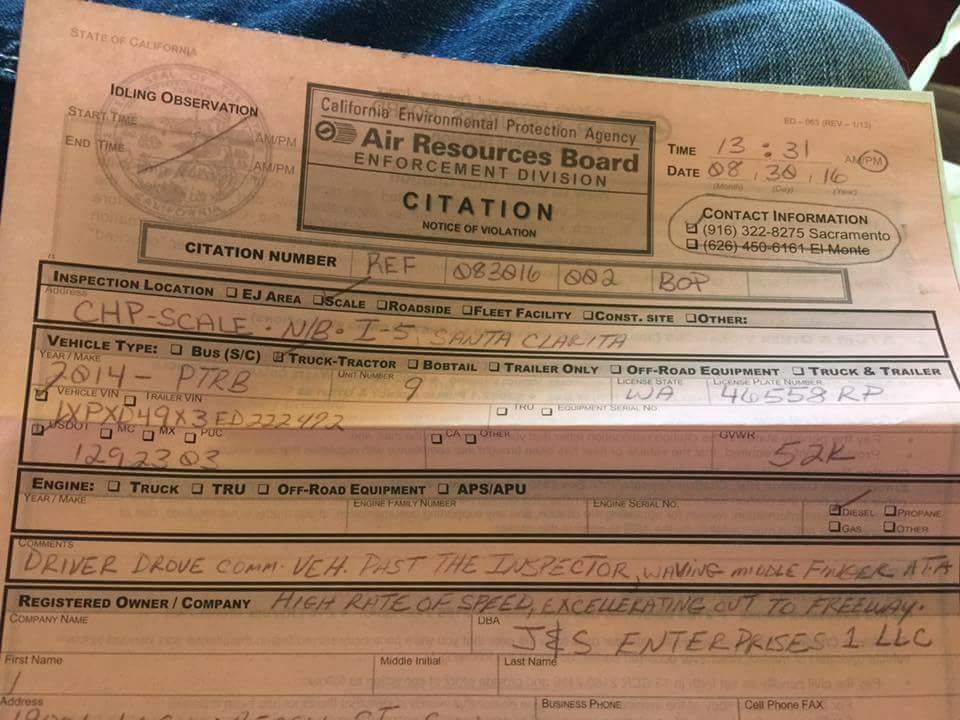 STATE OF CALIFORNIA
IDLING OBSERVATION
START TIME AM/PM
END TIME AM/PM
California Environmental Protection Agency
Air Resources Board
ENFORCEMENT DIVISION
CITATION
NOTICE OF VIOLATION
ED - 063 (REV - 1/13)
TIME 13 : 31 AM/PM
DATE 08 , 30 , 16
(Month) (Day) (Year)
CONTACT INFORMATION
(916) 322-8275 Sacramento
(626) 450-6161 El Monte
CITATION NUMBER REF 083016 002 BOP
INSPECTION LOCATION EJ AREA SCALE ROADSIDE FLEET FACILITY CONST. SITE OTHER:
Address
CHP-SCALE · N/B· I-5 SANTA CLARITA
VEHICLE TYPE: BUS (S/C) TRUCK-TRACTOR BOBTAIL TRAILER ONLY OFF-ROAD EQUIPMENT TRUCK & TRAILER
YEAR / MAKE UNIT NUMBER LICENSE STATE LICENSE PLATE NUMBER
2014 - PTRB 9 WA 46558 RP
VEHICLE VIN TRAILER VIN TRU EQUIPMENT SERIAL NO
1XPXD49X3ED222492
USDOT MC MX PUC CA OTHER GVWR
1292303 52K
ENGINE: TRUCK TRU OFF-ROAD EQUIPMENT APS/APU
YEAR / MAKE ENGINE FAMILY NUMBER ENGINE SERIAL NO. DIESEL PROPANE
GAS OTHER
COMMENTS
DRIVER DROVE COMM. VEH. PAST THE INSPECTOR, WAVING MIDDLE FINGER AT A
REGISTERED OWNER / COMPANY HIGH RATE OF SPEED, EXCELLERATING OUT TO FREEWAY.
COMPANY NAME DBA
J&S ENTERPRISES 1 LLC
First Name Middle Initial Last Name
Address BUSINESS PHONE Cell Phone FAX